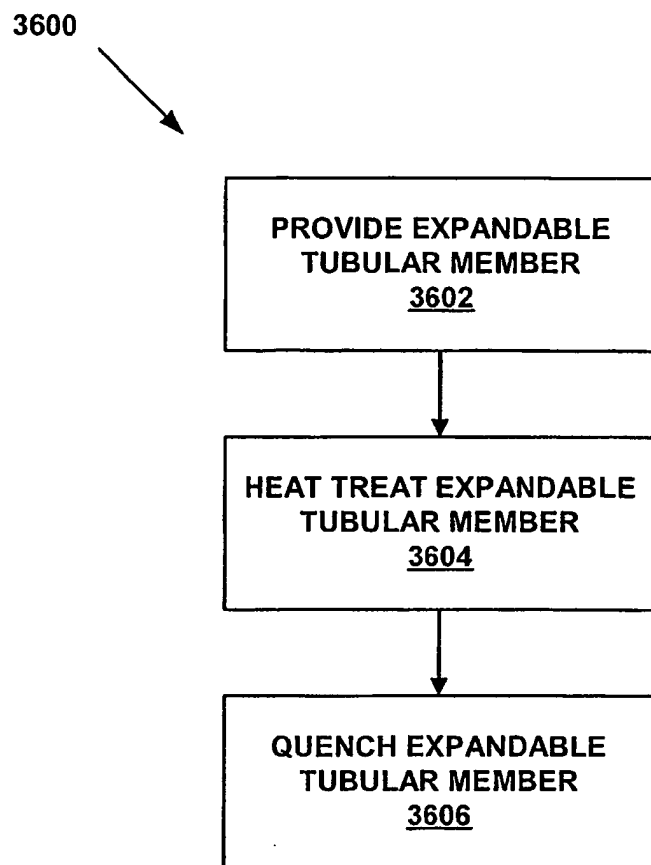 3600
PROVIDE EXPANDABLE
TUBULAR MEMBER
3602
HEAT TREAT EXPANDABLE
TUBULAR MEMBER
3604
QUENCH EXPANDABLE
TUBULAR MEMBER
3606